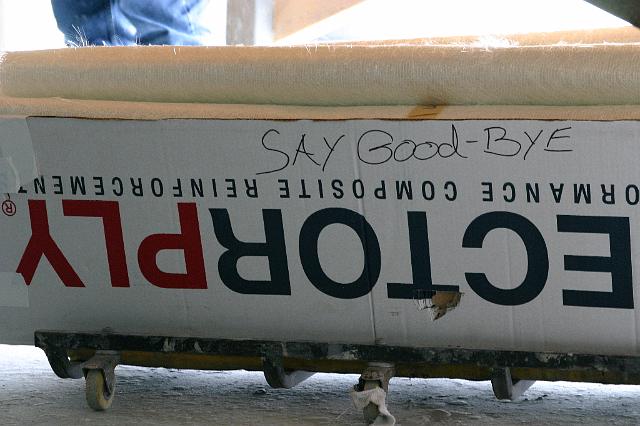 SAY Good-BYE
ORMANCE COMPOSITE REINFORCEMENT
ECTORPLY®